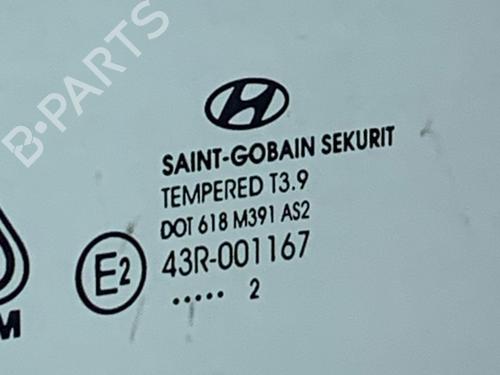 B-PARTS
SAINT-GOBAIN SEKURIT
TEMPERED T3.9
DOT 618 M391 AS2
E2 43R-001167
..... 2
M